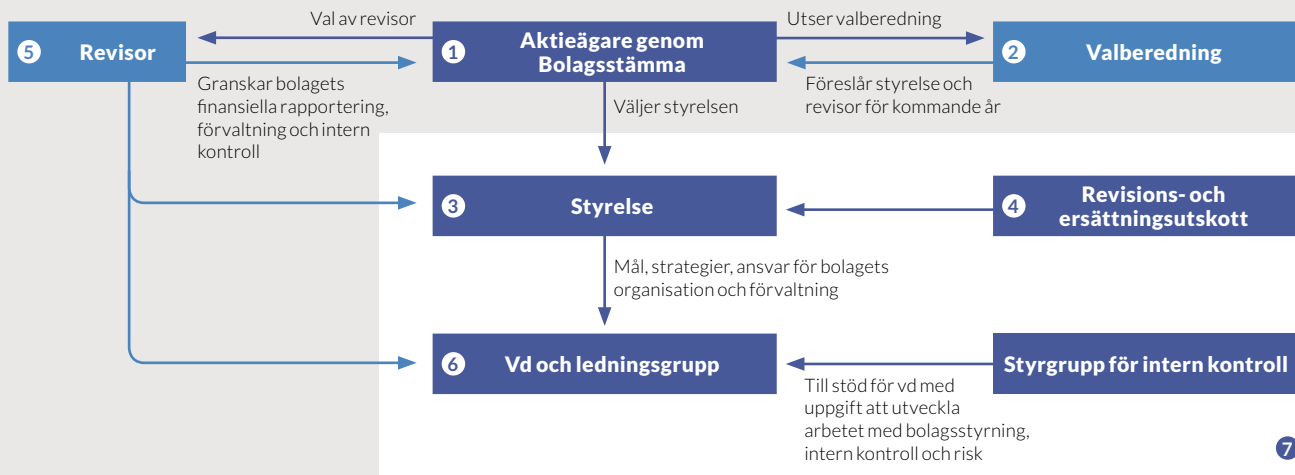 Val av revisor
Utser valberedning
5 Revisor
1 Aktieägare genom
Bolagsstämma
2 Valberedning
Granskar bolagets
finansiella rapportering,
förvaltning och intern
kontroll
Väljer styrelsen
Föreslår styrelse och
revisor för kommande år
3 Styrelse
4 Revisions- och
ersättningsutskott
Mål, strategier, ansvar för bolagets
organisation och förvaltning
6 Vd och ledningsgrupp
Styrgrupp för intern kontroll
Till stöd för vd med
uppgift att utveckla
arbetet med bolagsstyrning,
intern kontroll och risk
7